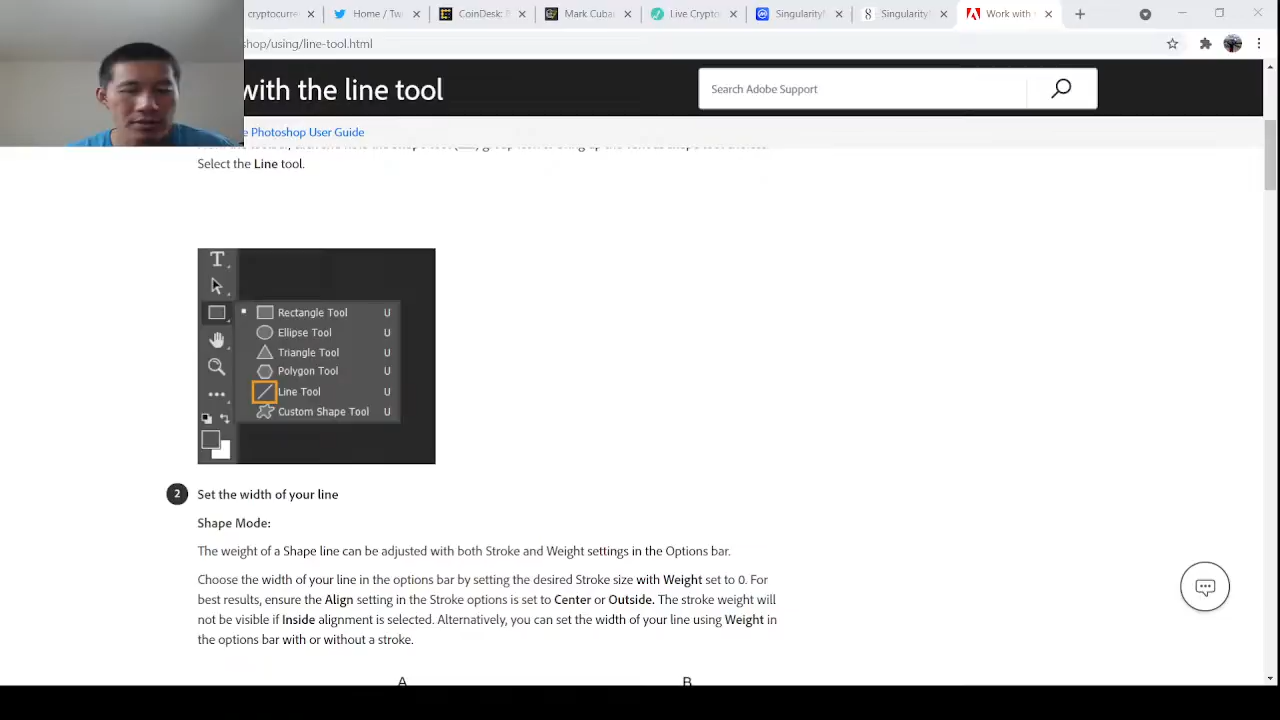 cryptocurre
Home / Tw
CoinDesk: B
Mark Cuban
Live Crypto
SingularityN
Singularity
Work with
shop/using/line-tool.html
with the line tool
Search Adobe Support
Photoshop User Guide
Select the Line tool.
T
Rectangle Tool U
Ellipse Tool U
Triangle Tool U
Polygon Tool U
Line Tool U
Custom Shape Tool U
2 Set the width of your line
Shape Mode:
The weight of a Shape line can be adjusted with both Stroke and Weight settings in the Options bar.
Choose the width of your line in the options bar by setting the desired Stroke size with Weight set to 0. For
best results, ensure the Align setting in the Stroke options is set to Center or Outside. The stroke weight will
not be visible if Inside alignment is selected. Alternatively, you can set the width of your line using Weight in
the options bar with or without a stroke.
A B